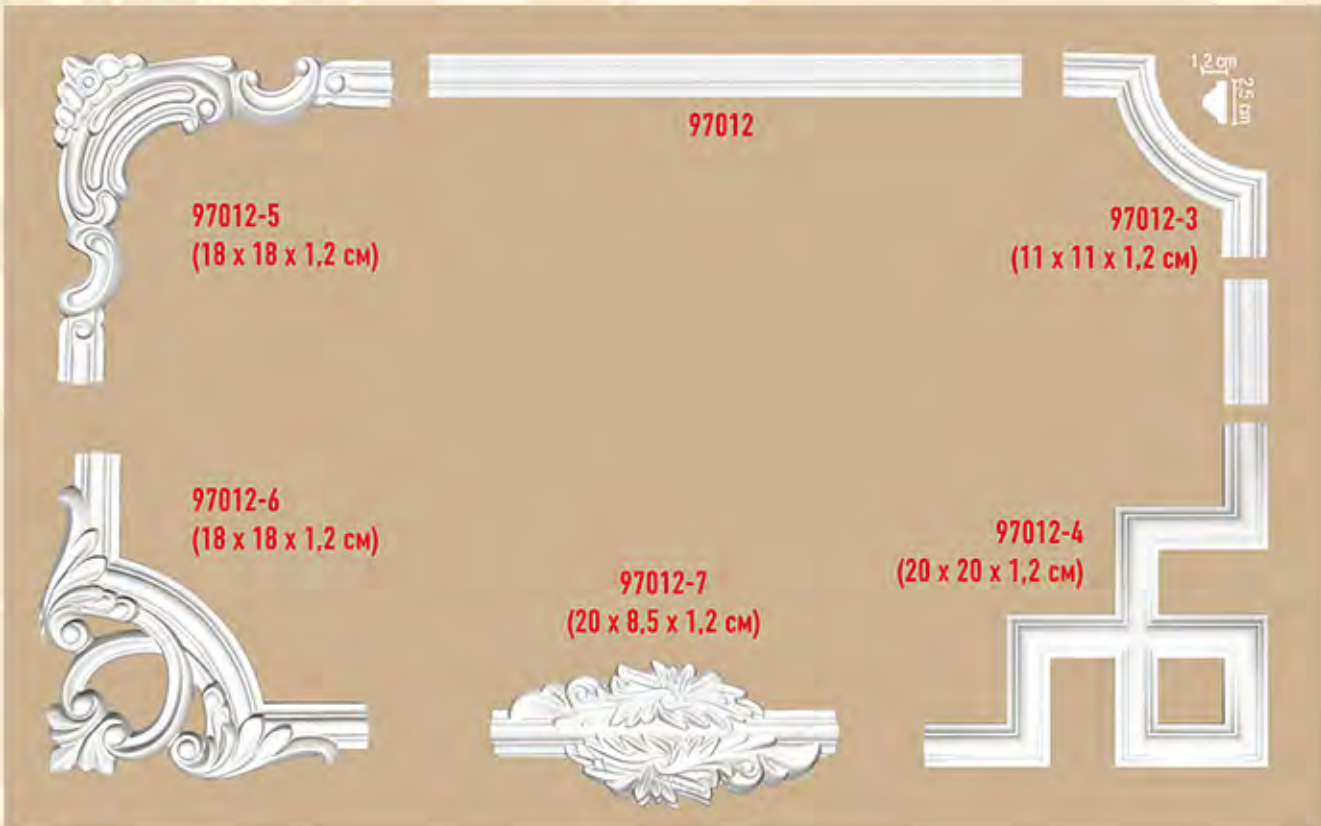 1,2 cm
2,5 cm
97012
97012-5
(18 x 18 x 1,2 см)
97012-3
(11 x 11 x 1,2 см)
97012-6
(18 x 18 x 1,2 см)
97012-4
(20 x 20 x 1,2 см)
97012-7
(20 x 8,5 x 1,2 см)